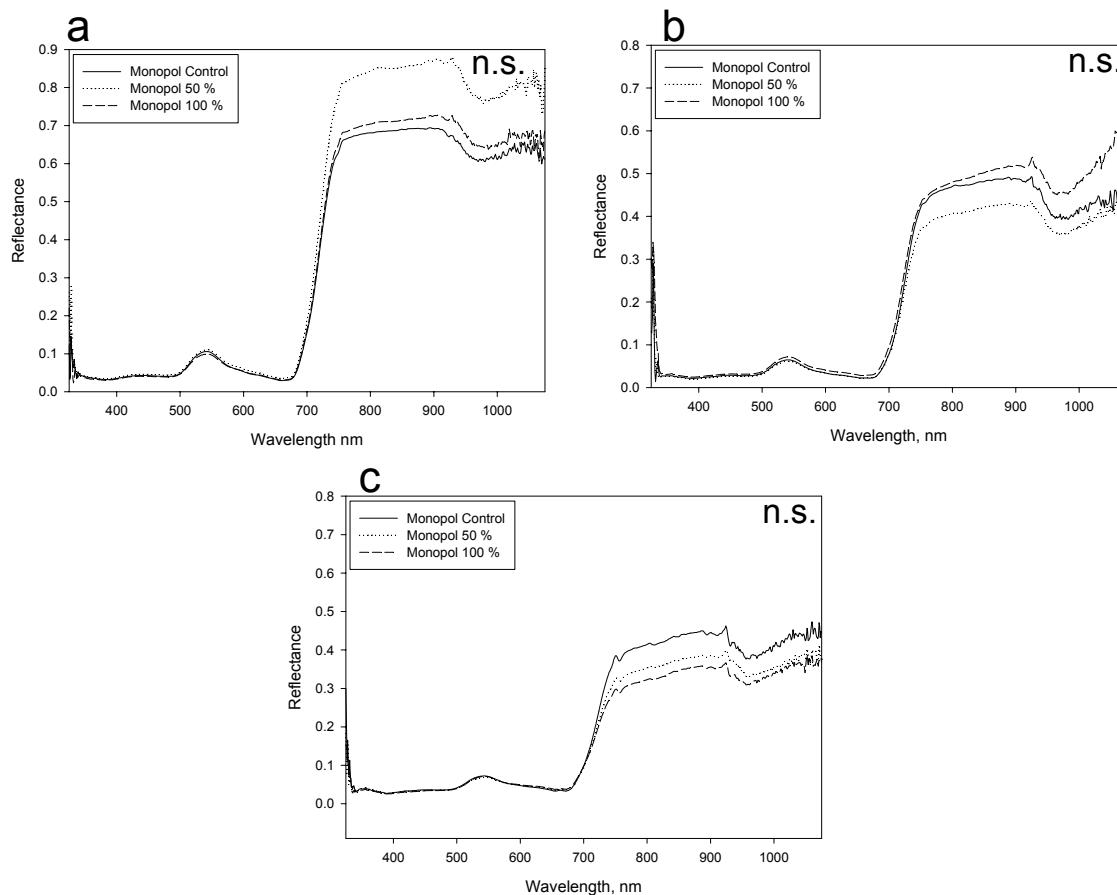 a
n.s.
Monopol Control
Monopol 50 %
Monopol 100 %
0.9
0.8
0.7
0.6
0.5
0.4
0.3
0.2
0.1
0.0
Reflectance
400 500 600 700 800 900 1000
Wavelength nm
b
n.s.
Monopol Control
Monopol 50 %
Monopol 100 %
0.8
0.7
0.6
0.5
0.4
0.3
0.2
0.1
0.0
Reflectance
400 500 600 700 800 900 1000
Wavelength, nm
c
n.s.
Monopol Control
Monopol 50 %
Monopol 100 %
0.8
0.7
0.6
0.5
0.4
0.3
0.2
0.1
0.0
Reflectance
400 500 600 700 800 900 1000
Wavelength, nm